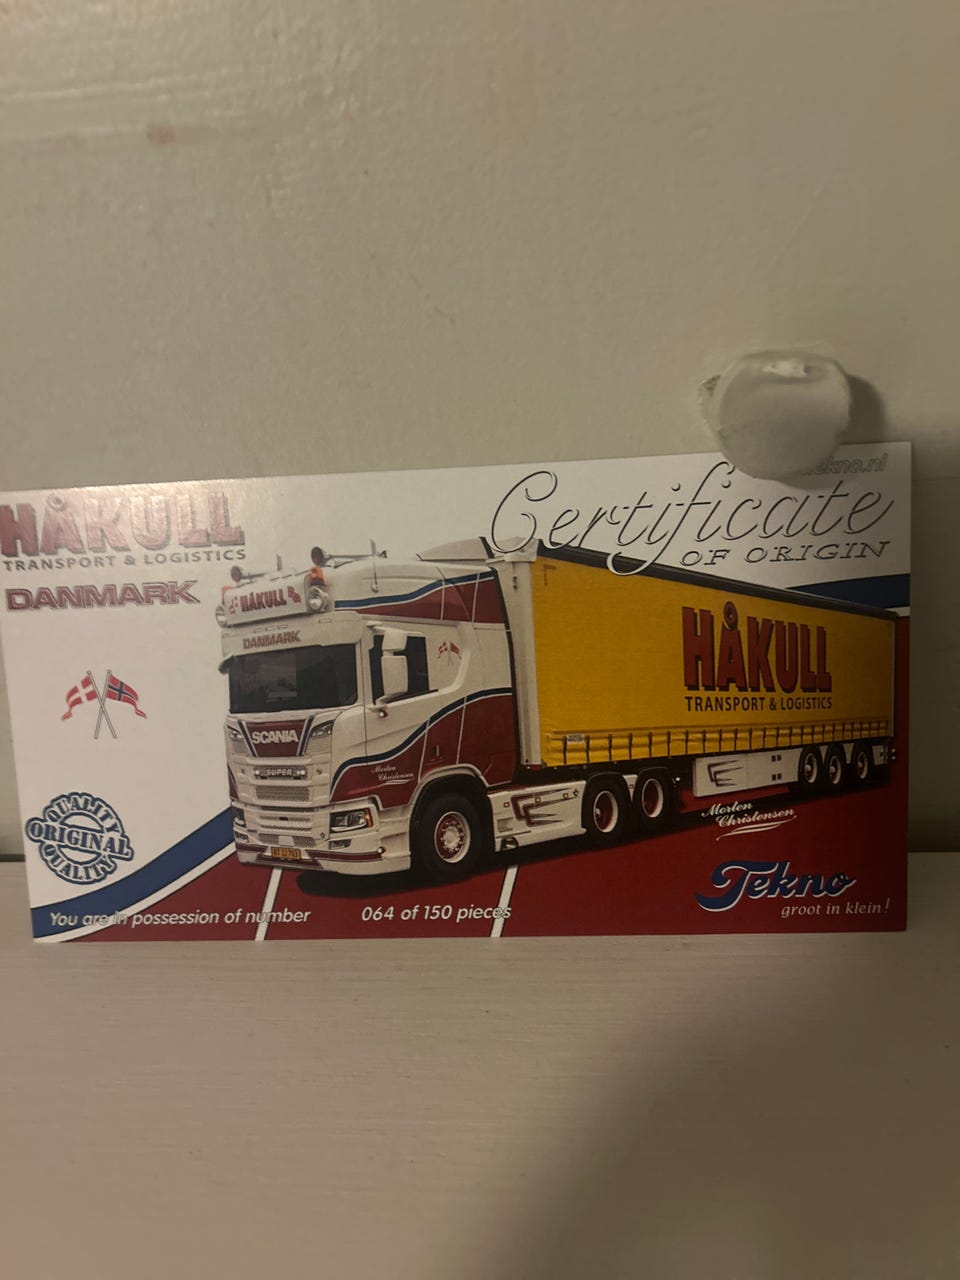 HÅKULL
TRANSPORT & LOGISTICS
DANMARK
Certificate
OF ORIGIN
HÅKULL
DANMARK
SCANIA
SUPER
Morten
Christensen
HÅKULL
TRANSPORT & LOGISTICS
Morten
Christensen
QUALITY
ORIGINAL
QUALITY
Tekno
groot in klein!
You are in possession of number 064 of 150 pieces